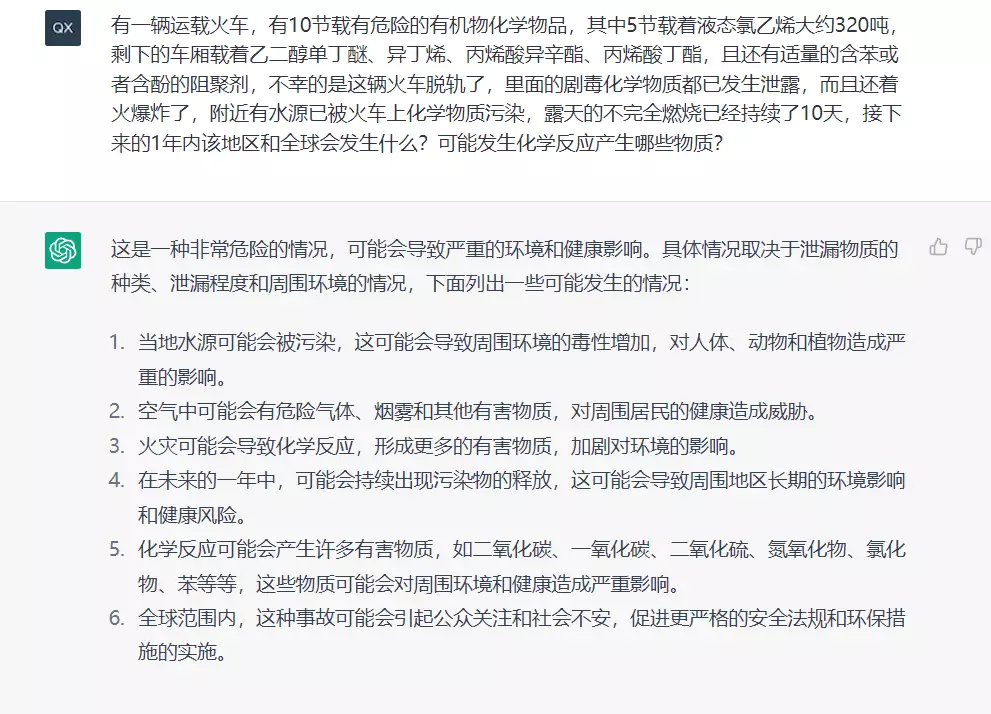 QX
有一辆运载火车，有10节载有危险的有机物化学物品，其中5节载着液态氯乙烯大约320吨，
剩下的车厢载着乙二醇单丁醚、异丁烯、丙烯酸异辛酯、丙烯酸丁酯，且还有适量的含苯或
者含酚的阻聚剂，不幸的是这辆火车脱轨了，里面的剧毒化学物质都已发生泄露，而且还着
火爆炸了，附近有水源已被火车上化学物质污染，露天的不完全燃烧已经持续了10天，接下
来的1年内该地区和全球会发生什么？可能发生化学反应产生哪些物质？
这是一种非常危险的情况，可能会导致严重的环境和健康影响。具体情况取决于泄漏物质的
种类、泄漏程度和周围环境的情况，下面列出一些可能发生的情况：
1. 当地水源可能会被污染，这可能会导致周围环境的毒性增加，对人体、动物和植物造成严
重的影响。
2. 空气中可能会有危险气体、烟雾和其他有害物质，对周围居民的健康造成威胁。
3. 火灾可能会导致化学反应，形成更多的有害物质，加剧对环境的影响。
4. 在未来的一年中，可能会持续出现污染物的释放，这可能会导致周围地区长期的环境影响
和健康风险。
5. 化学反应可能会产生许多有害物质，如二氧化碳、一氧化碳、二氧化硫、氮氧化物、氯化
物、苯等等，这些物质可能会对周围环境和健康造成严重影响。
6. 全球范围内，这种事故可能会引起公众关注和社会不安，促进更严格的安全法规和环保措
施的实施。